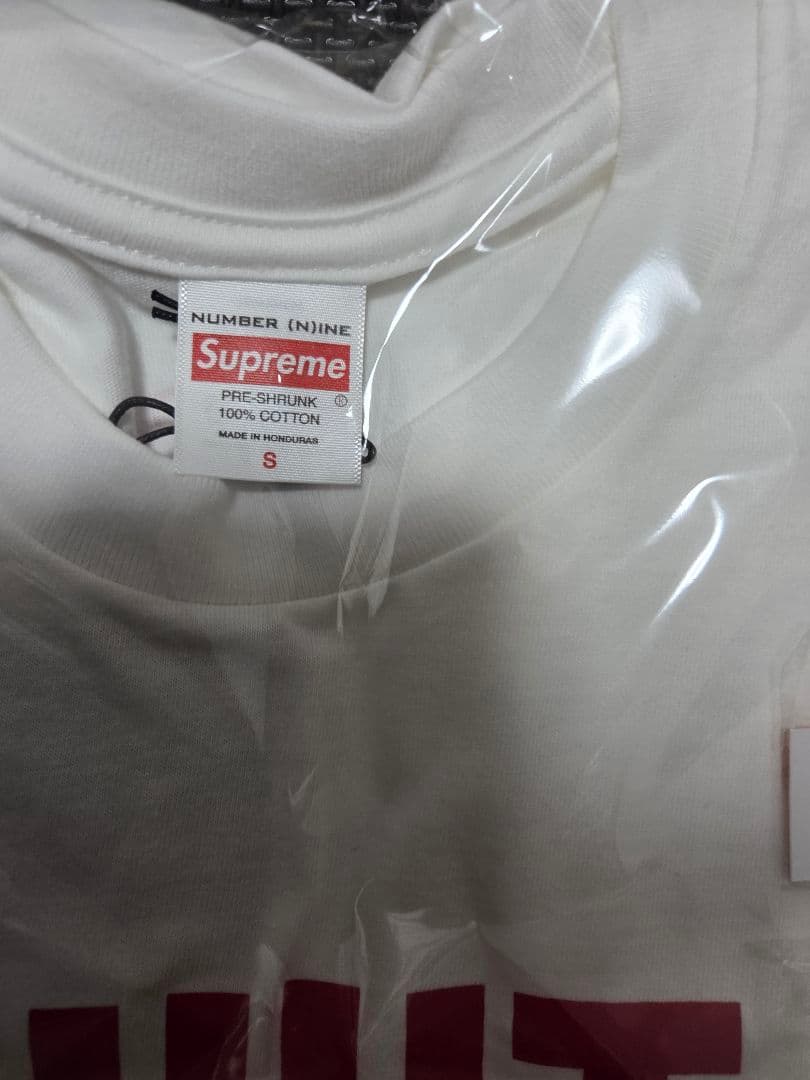 NUMBER (N)INE
Supreme
®
PRE-SHRUNK
100% COTTON
MADE IN HONDURAS
S